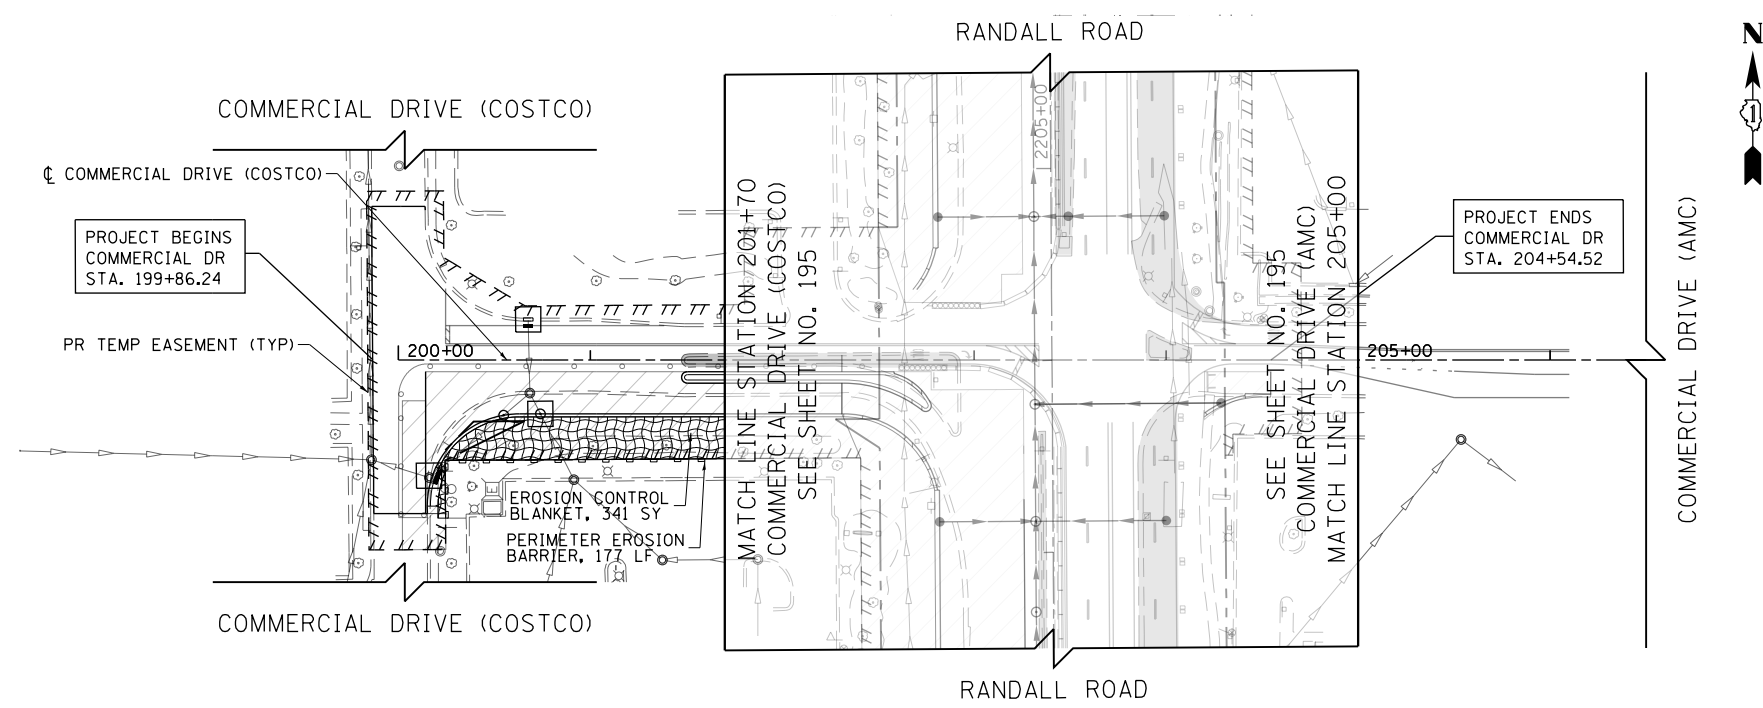 RANDALL ROAD
N
COMMERCIAL DRIVE (COSTCO)
℄ COMMERCIAL DRIVE (COSTCO)
PROJECT BEGINS
COMMERCIAL DR
STA. 199+86.24
PR TEMP EASEMENT (TYP)
200+00
EROSION CONTROL
BLANKET, 341 SY
PERIMETER EROSION
BARRIER, 177 LF
COMMERCIAL DRIVE (COSTCO)
MATCH LINE STATION 201+70
COMMERCIAL DRIVE (COSTCO)
SEE SHEET NO. 195
2205+00
SEE SHEET NO. 195
COMMERCIAL DRIVE (AMC)
MATCH LINE STATION 205+00
205+00
PROJECT ENDS
COMMERCIAL DR
STA. 204+54.52
COMMERCIAL DRIVE (AMC)
RANDALL ROAD